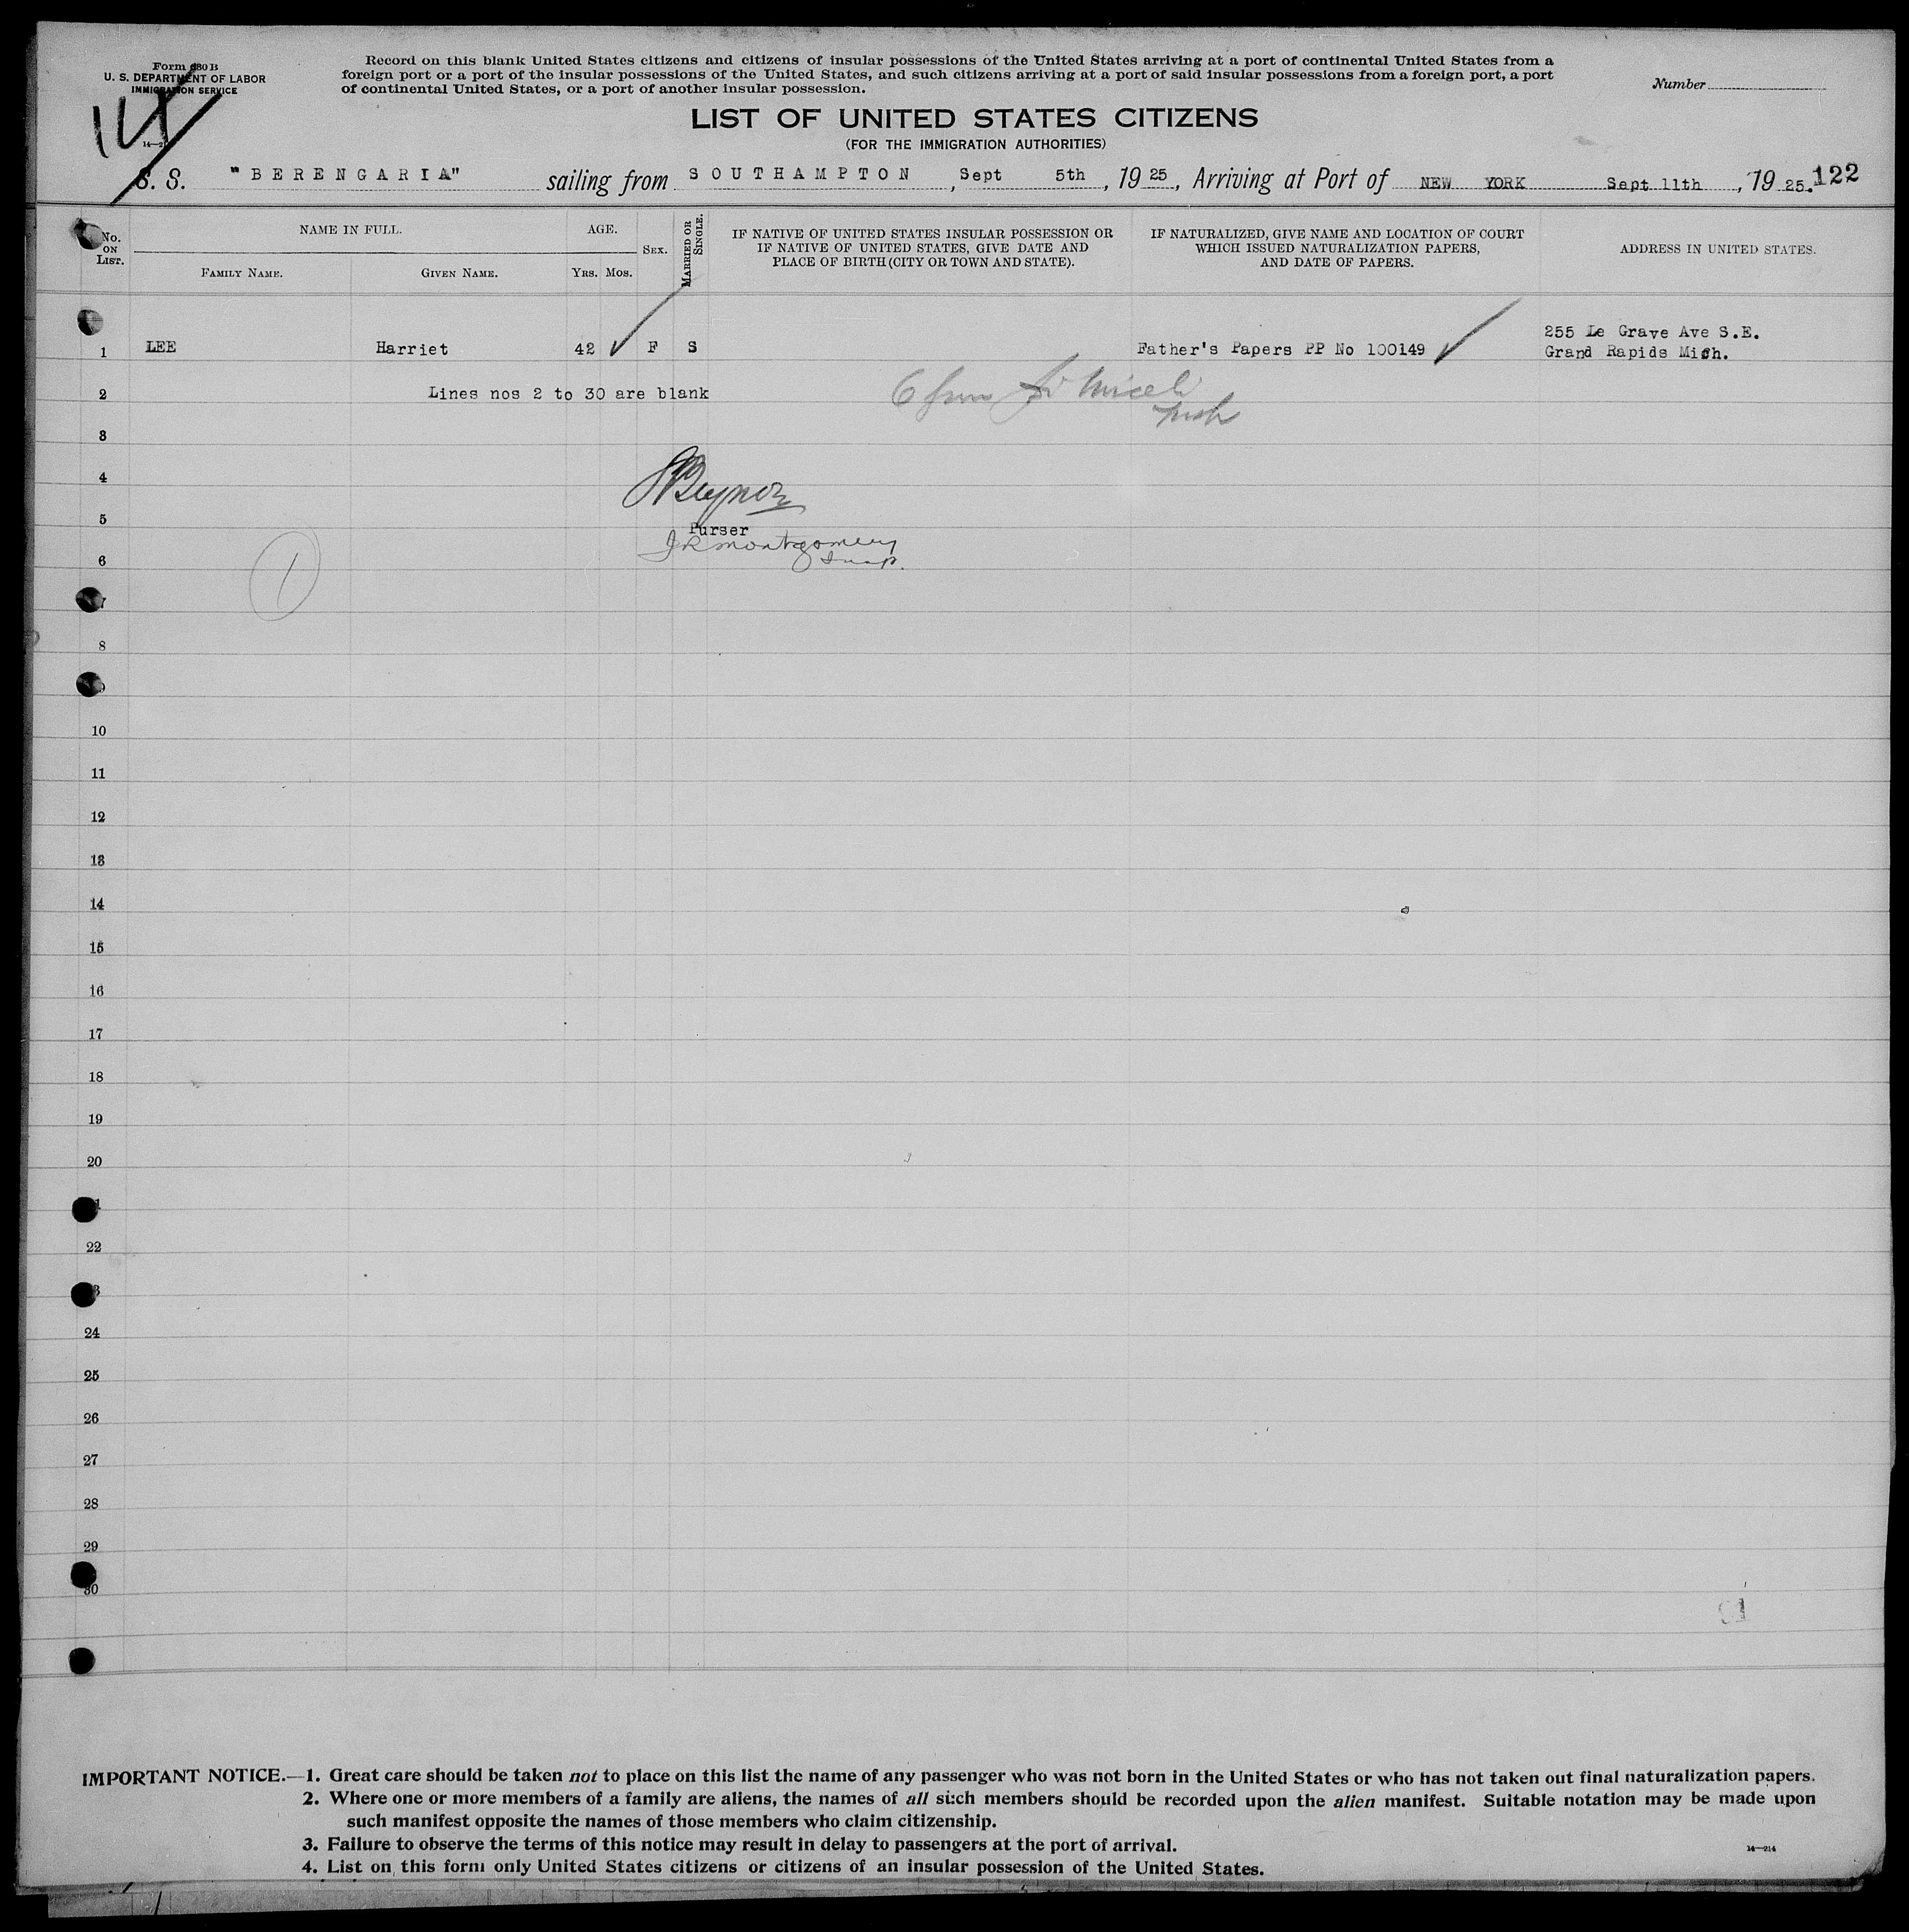 Form 630 B
U. S. DEPARTMENT OF LABOR
IMMIGRATION SERVICE
Record on this blank United States citizens and citizens of insular possessions of the United States arriving at a port of continental United States from a
foreign port or a port of the insular possessions of the United States, and such citizens arriving at a port of said insular possessions from a foreign port, a port
of continental United States, or a port of another insular possession.
Number
LIST OF UNITED STATES CITIZENS
(FOR THE IMMIGRATION AUTHORITIES)
S. S. "BERENGARIA" sailing from SOUTHAMPTON, Sept 5th, 1925, Arriving at Port of NEW YORK Sept 11th, 1925. 122
No. ON LIST.
NAME IN FULL.
FAMILY NAME. GIVEN NAME.
AGE.
YRS. MOS.
SEX.
MARRIED OR SINGLE.
IF NATIVE OF UNITED STATES INSULAR POSSESSION OR
IF NATIVE OF UNITED STATES, GIVE DATE AND
PLACE OF BIRTH (CITY OR TOWN AND STATE).
IF NATURALIZED, GIVE NAME AND LOCATION OF COURT
WHICH ISSUED NATURALIZATION PAPERS,
AND DATE OF PAPERS.
ADDRESS IN UNITED STATES.
255 Le Grave Ave S.E.
1 LEE Harriet 42 F S Father's Papers PP No 100149 Grand Rapids Mich.
2 Lines nos 2 to 30 are blank
3
4
5
Purser
J R Montgomery
6 Insp.
1
8
10
11
12
13
14
15
16
17
18
19
20
22
24
25
26
27
28
29
30
IMPORTANT NOTICE.—1. Great care should be taken not to place on this list the name of any passenger who was not born in the United States or who has not taken out final naturalization papers.
2. Where one or more members of a family are aliens, the names of all such members should be recorded upon the alien manifest. Suitable notation may be made upon
such manifest opposite the names of those members who claim citizenship.
3. Failure to observe the terms of this notice may result in delay to passengers at the port of arrival.
14—214
4. List on this form only United States citizens or citizens of an insular possession of the United States.